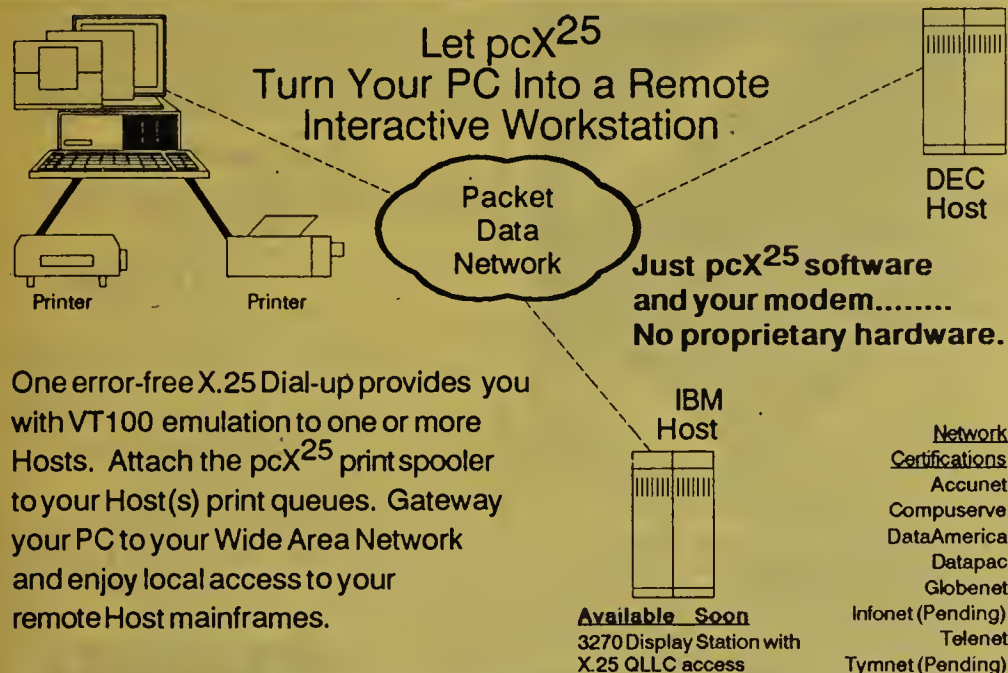 Let pcX25
Turn Your PC Into a Remote
Interactive Workstation
Packet
Data
Network
DEC
Host
Printer
Printer
Just pcX25 software
and your modem........
No proprietary hardware.
One error-free X.25 Dial-up provides you
with VT100 emulation to one or more
Hosts. Attach the pcX25 print spooler
to your Host(s) print queues. Gateway
your PC to your Wide Area Network
and enjoy local access to your
remote Host mainframes.
IBM
Host
Available Soon
3270 Display Station with
X.25 QLLC access
Network
Certifications
Accunet
Compuserve
DataAmerica
Datapac
Globenet
Infonet (Pending)
Telenet
Tymnet (Pending)